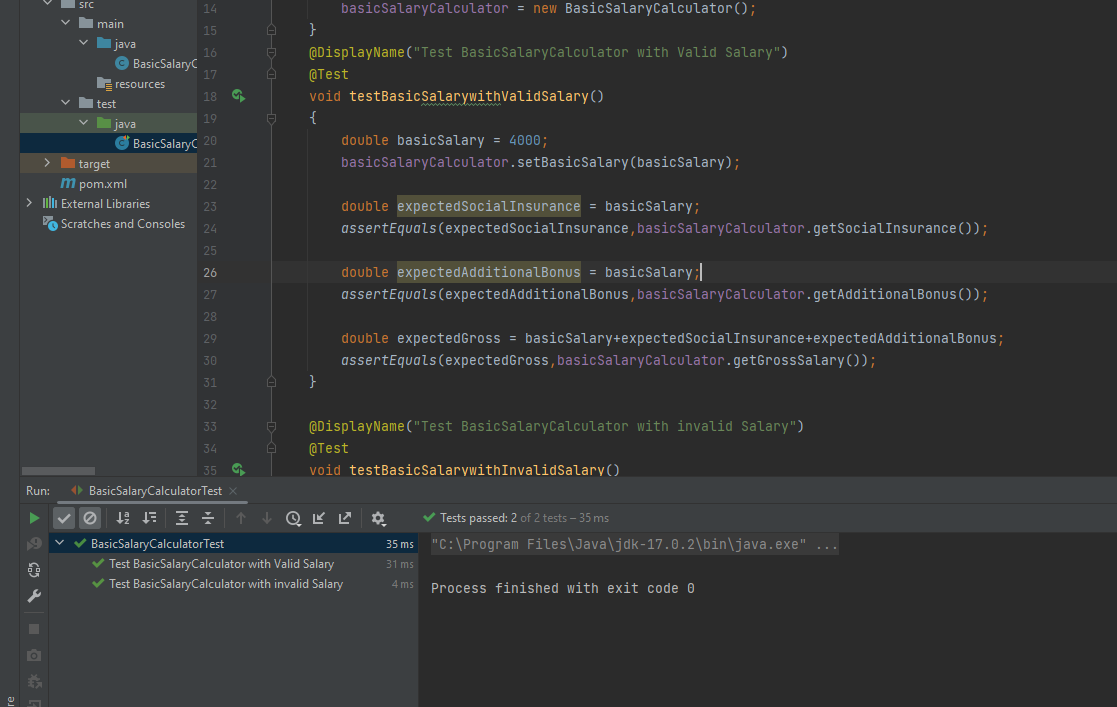 src
main
java
BasicSalaryC
resources
test
java
BasicSalaryC
target
pom.xml
External Libraries
Scratches and Consoles
14 basicSalaryCalculator = new BasicSalaryCalculator();
15 }
16 @DisplayName("Test BasicSalaryCalculator with Valid Salary")
17 @Test
18 void testBasicSalarywithValidSalary()
19 {
20 double basicSalary = 4000;
21 basicSalaryCalculator.setBasicSalary(basicSalary);
22
23 double expectedSocialInsurance = basicSalary;
24 assertEquals(expectedSocialInsurance,basicSalaryCalculator.getSocialInsurance());
25
26 double expectedAdditionalBonus = basicSalary;
27 assertEquals(expectedAdditionalBonus,basicSalaryCalculator.getAdditionalBonus());
28
29 double expectedGross = basicSalary+expectedSocialInsurance+expectedAdditionalBonus;
30 assertEquals(expectedGross,basicSalaryCalculator.getGrossSalary());
31 }
32
33 @DisplayName("Test BasicSalaryCalculator with invalid Salary")
34 @Test
35 void testBasicSalarywithInvalidSalary()
Run: BasicSalaryCalculatorTest
Tests passed: 2 of 2 tests – 35 ms
BasicSalaryCalculatorTest 35 ms
Test BasicSalaryCalculator with Valid Salary 31 ms
Test BasicSalaryCalculator with invalid Salary 4 ms
"C:\Program Files\Java\jdk-17.0.2\bin\java.exe" ...
Process finished with exit code 0